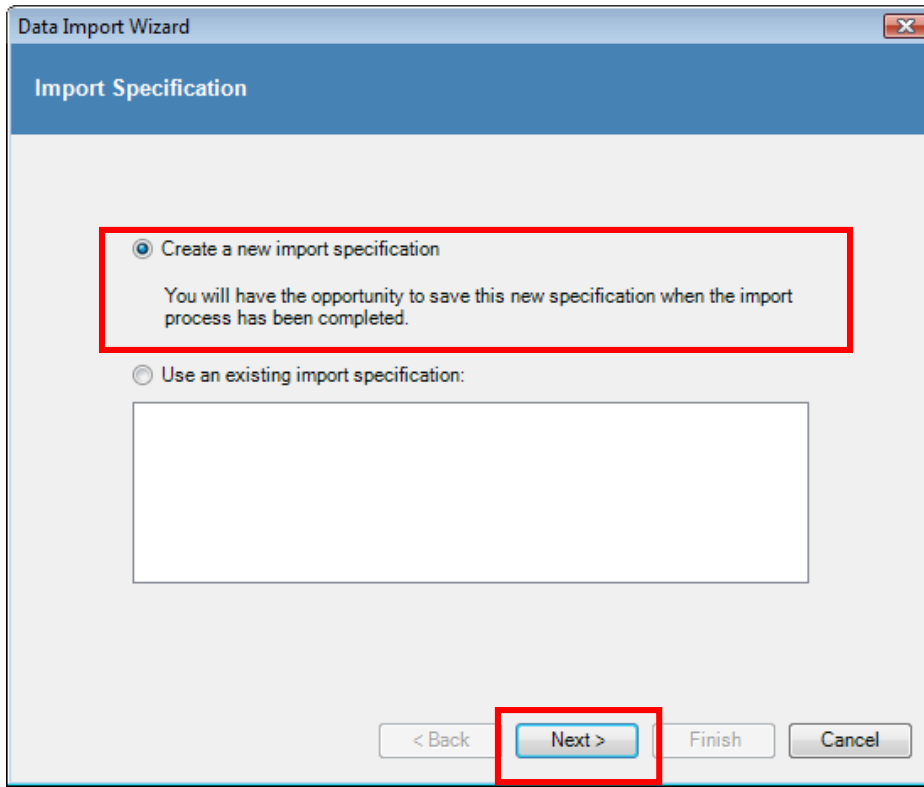 Data Import Wizard
Import Specification
Create a new import specification
You will have the opportunity to save this new specification when the import
process has been completed.
Use an existing import specification:
< Back Next > Finish Cancel